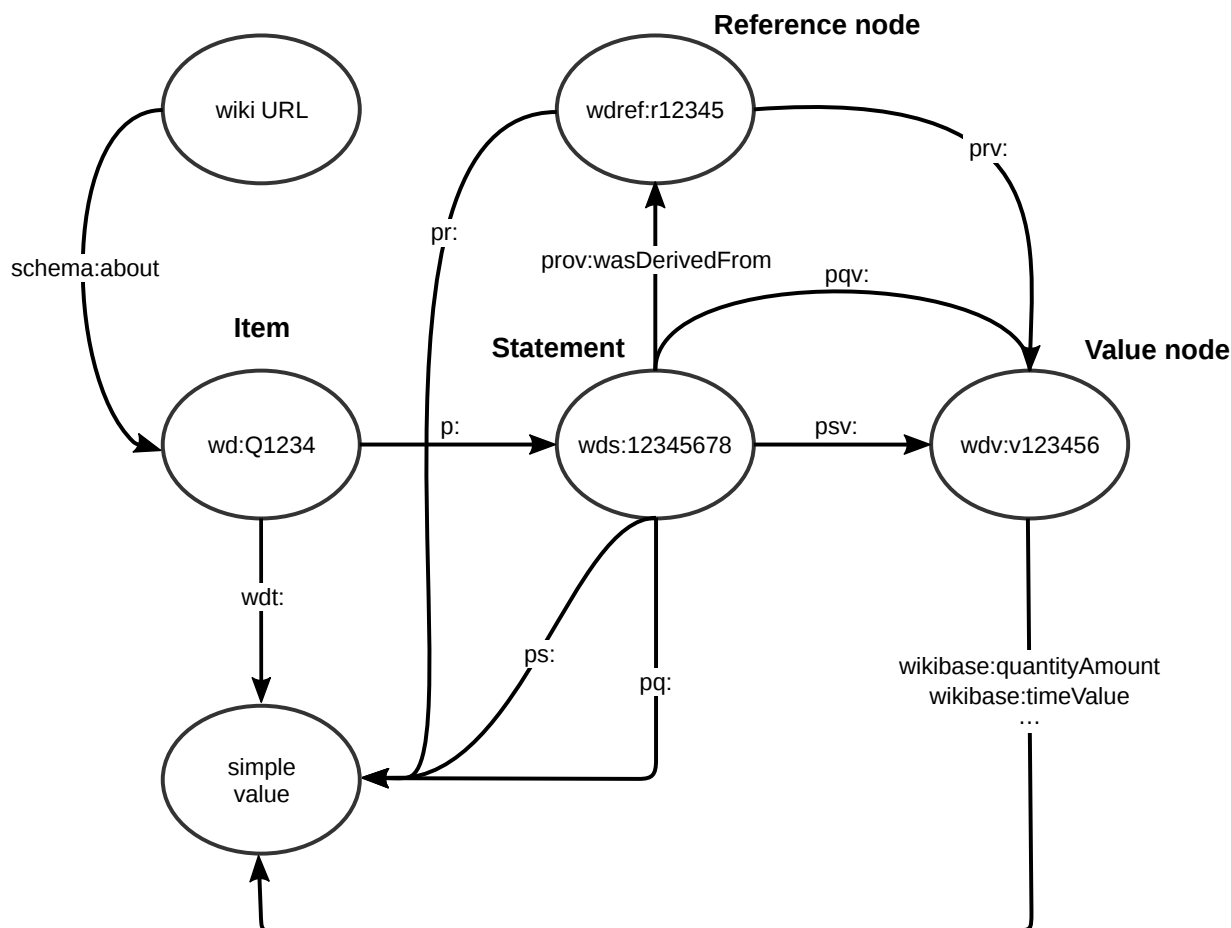 Reference node
wiki URL
wdref:r12345
prv:
pr:
prov:wasDerivedFrom
schema:about
pqv:
Item
Statement
Value node
wd:Q1234
p:
wds:12345678
psv:
wdv:v123456
wdt:
ps:
pq:
wikibase:quantityAmount
wikibase:timeValue
...
simple
value